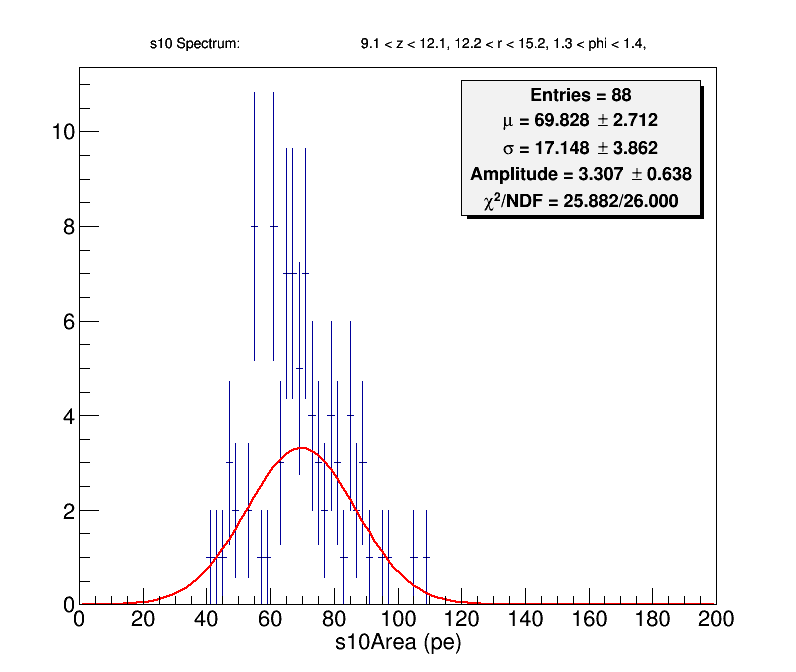 s10 Spectrum: 9.1 < z < 12.1, 12.2 < r < 15.2, 1.3 < phi < 1.4,
Entries = 88
μ = 69.828 ± 2.712
σ = 17.148 ± 3.862
Amplitude = 3.307 ± 0.638
χ²/NDF = 25.882/26.000
10
8
6
4
2
0
0 20 40 60 80 100 120 140 160 180 200
s10Area (pe)